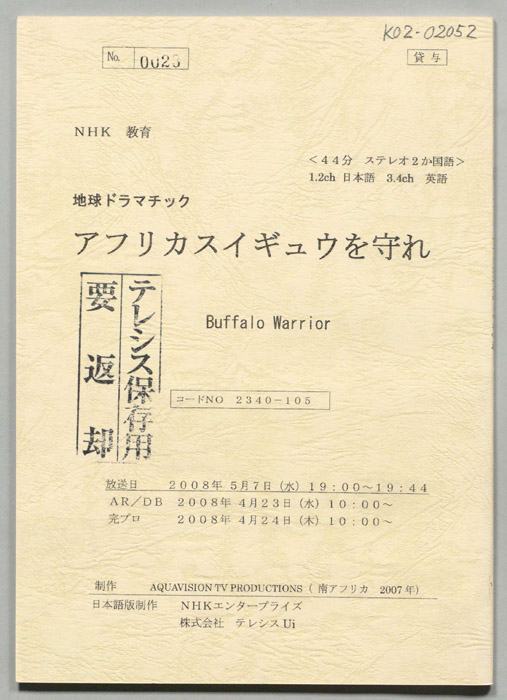 K02-02052
No. 0025
貸与
NHK 教育
＜４４分 ステレオ２か国語＞
1.2ch 日本語 3.4ch 英語
地球ドラマチック
アフリカスイギュウを守れ
Buffalo Warrior
テレシス保存用
要返却
コードNO 2340−105
放送日 2008年 5月7日（水）19：00〜19：44
AR／DB 2008年 4月23日（水）10：00〜
完プロ 2008年 4月24日（木）10：00〜
制作 AQUAVISION TV PRODUCTIONS（ 南アフリカ 2007年）
日本語版制作 NHKエンタープライズ
株式会社 テレシス Ui